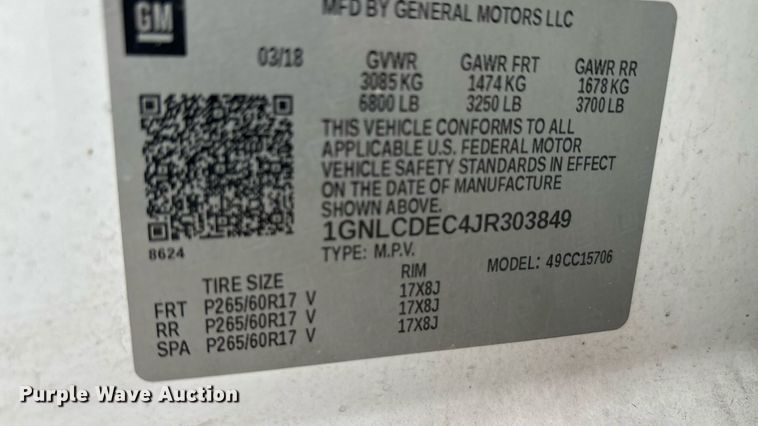 GM
MFD BY GENERAL MOTORS LLC
03/18 GVWR GAWR FRT GAWR RR
3085 KG 1474 KG 1678 KG
6800 LB 3250 LB 3700 LB
THIS VEHICLE CONFORMS TO ALL
APPLICABLE U.S. FEDERAL MOTOR
VEHICLE SAFETY STANDARDS IN EFFECT
ON THE DATE OF MANUFACTURE
SHOWN ABOVE.
1GNLCDEC4JR303849
8624
TYPE: M.P.V. MODEL: 49CC15706
TIRE SIZE RIM
FRT P265/60R17 V 17X8J
RR P265/60R17 V 17X8J
SPA P265/60R17 V 17X8J
Purple Wave Auction